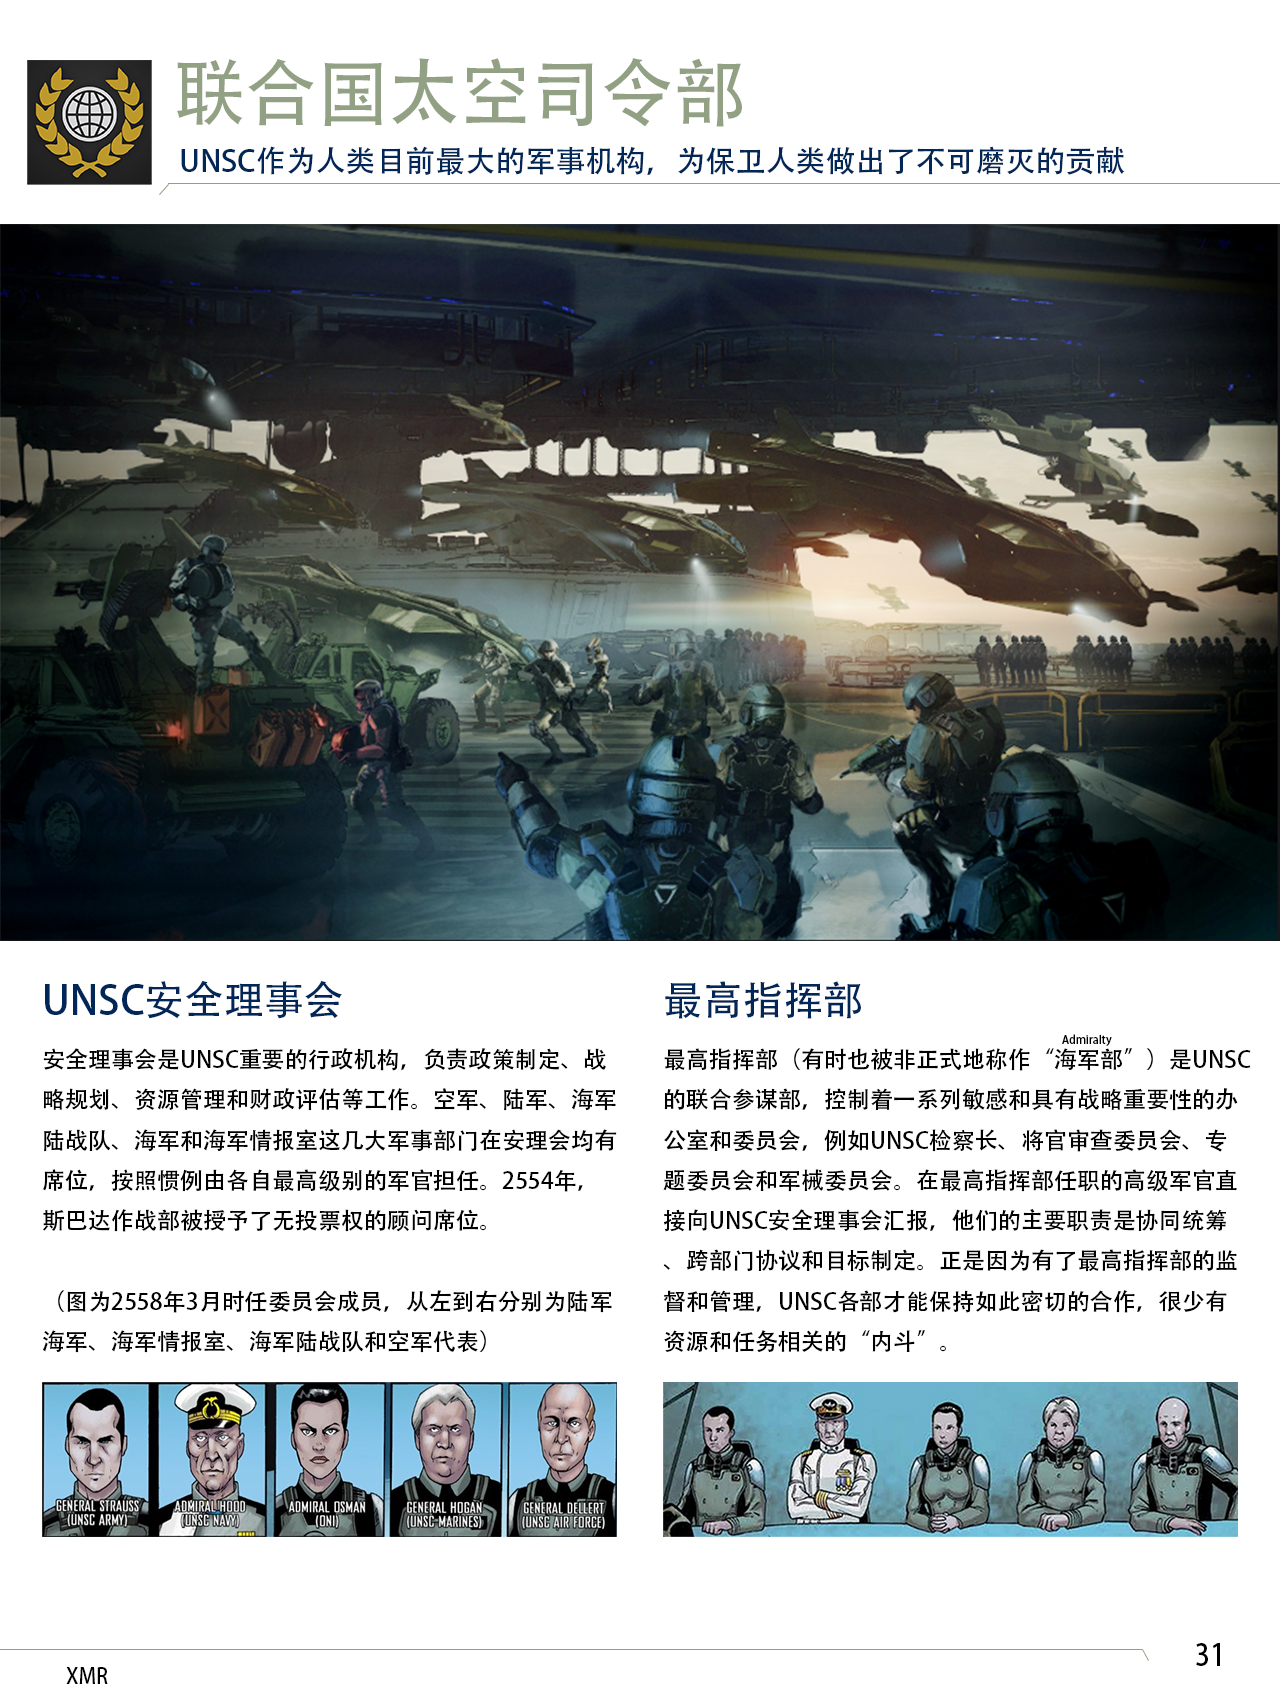 联合国太空司令部
UNSC作为人类目前最大的军事机构，为保卫人类做出了不可磨灭的贡献
UNSC安全理事会
安全理事会是UNSC重要的行政机构，负责政策制定、战
略规划、资源管理和财政评估等工作。空军、陆军、海军
陆战队、海军和海军情报室这几大军事部门在安理会均有
席位，按照惯例由各自最高级别的军官担任。2554年，
斯巴达作战部被授予了无投票权的顾问席位。
（图为2558年3月时任委员会成员，从左到右分别为陆军
海军、海军情报室、海军陆战队和空军代表）
GENERAL STRAUSS
(UNSC ARMY)
ADMIRAL HOOD
(UNSC NAVY)
ADMIRAL OSMAN
(ONI)
GENERAL HOGAN
(UNSC MARINES)
GENERAL DELLERT
(UNSC AIR FORCE)
最高指挥部
Admiralty
最高指挥部（有时也被非正式地称作“海军部”）是UNSC
的联合参谋部，控制着一系列敏感和具有战略重要性的办
公室和委员会，例如UNSC检察长、将官审查委员会、专
题委员会和军械委员会。在最高指挥部任职的高级军官直
接向UNSC安全理事会汇报，他们的主要职责是协同统筹
、跨部门协议和目标制定。正是因为有了最高指挥部的监
督和管理，UNSC各部才能保持如此密切的合作，很少有
资源和任务相关的“内斗”。
31
XMR